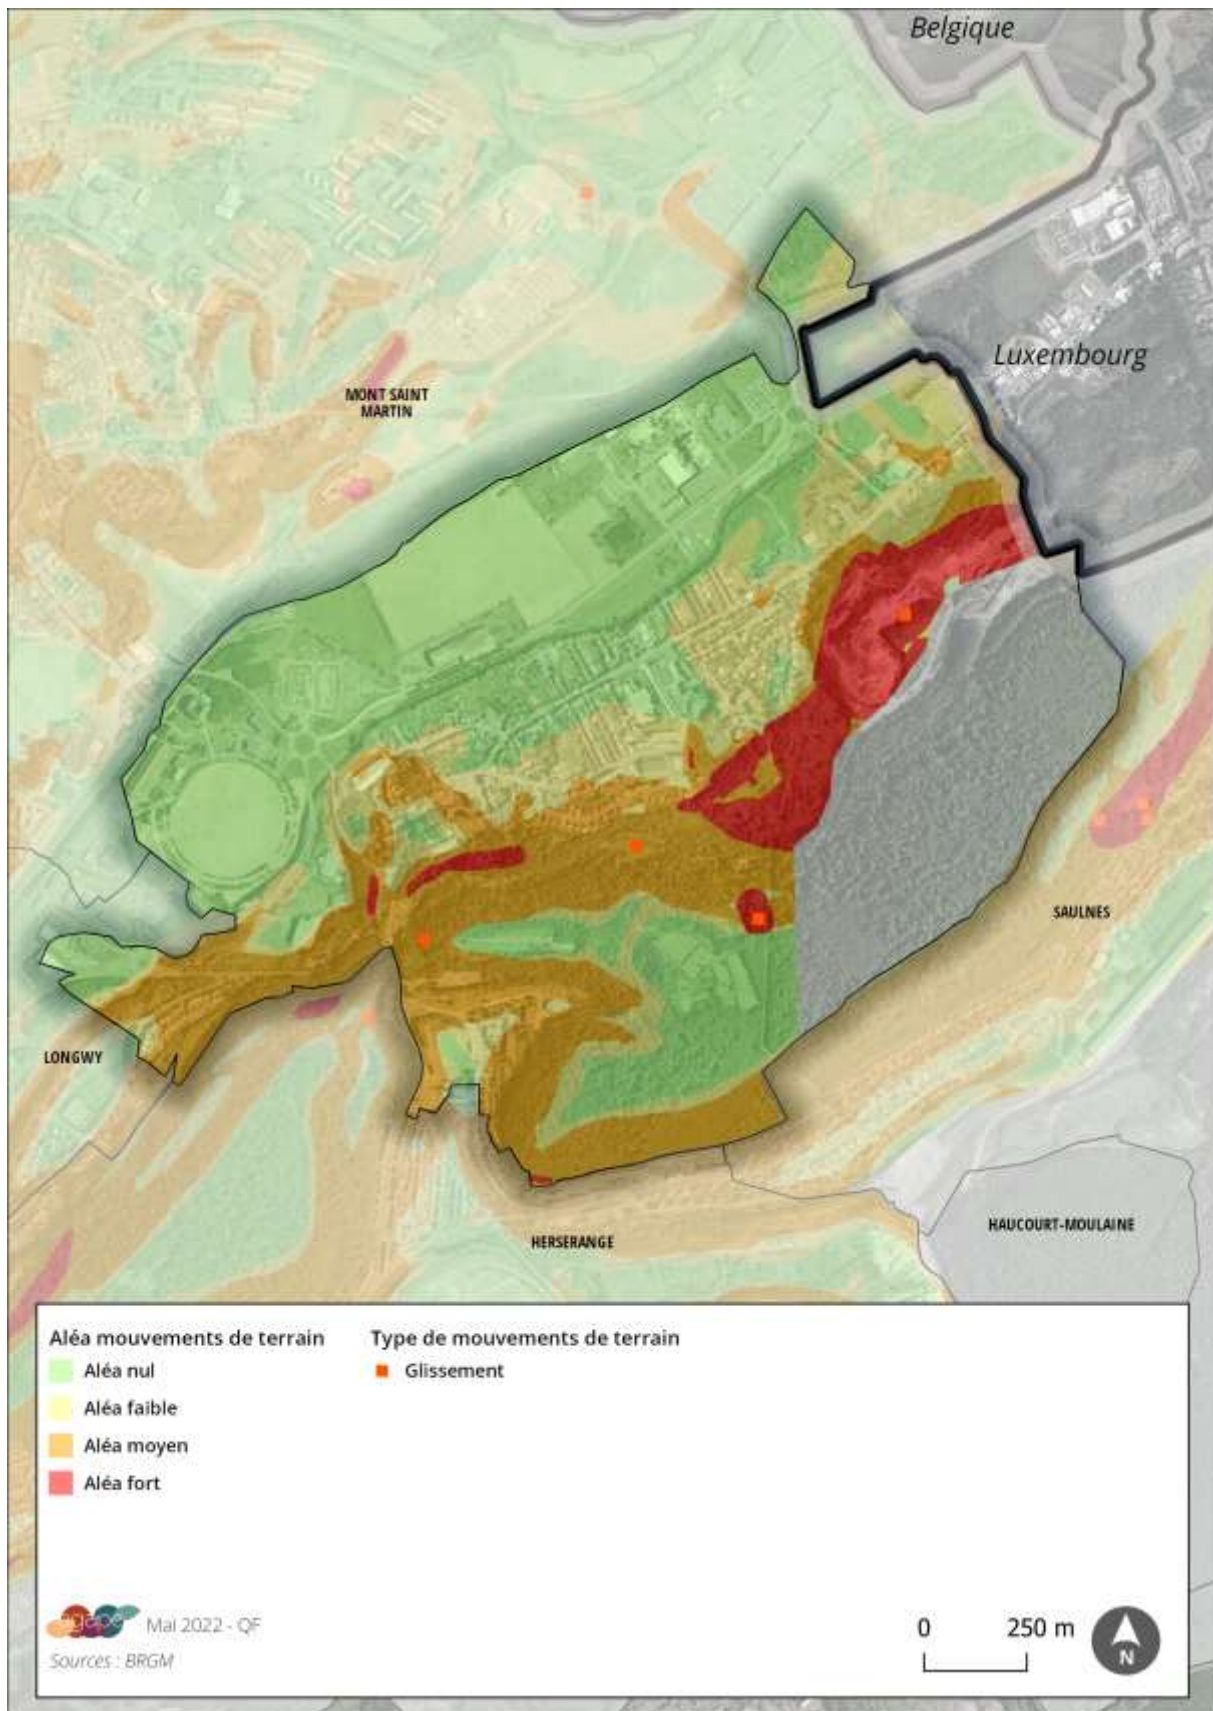 Belgique
Luxembourg
MONT SAINT
MARTIN
SAULNES
LONGWY
HERSERANGE
HAUCOURT-MOULAINE
Aléa mouvements de terrain
Aléa nul
Aléa faible
Aléa moyen
Aléa fort
Type de mouvements de terrain
Glissement
agape
Mai 2022 - QF
Sources : BRGM
0 250 m
N